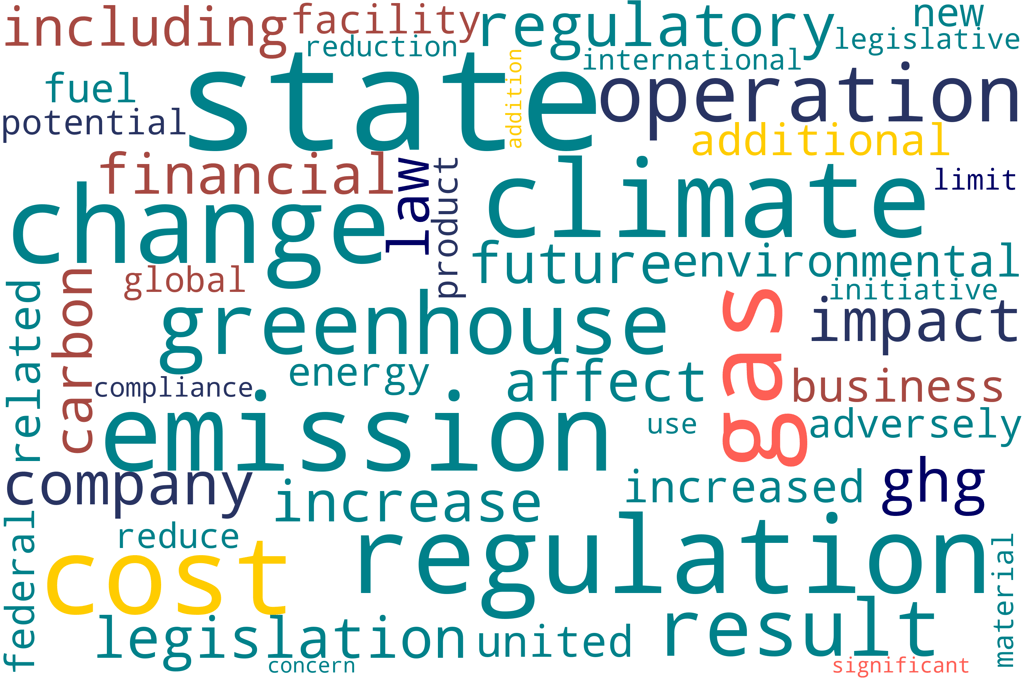 including
facility
regulatory
new
reduction
legislative
state
addition
international
fuel
operation
potential
additional
financial
law
product
climate
limit
change
future
environmental
global
initiative
related
carbon
greenhouse
gas
impact
energy
affect
business
compliance
emission
use
adversely
company
increase
increased
ghg
federal
reduce
cost
regulation
material
legislation
united
result
concern
significant